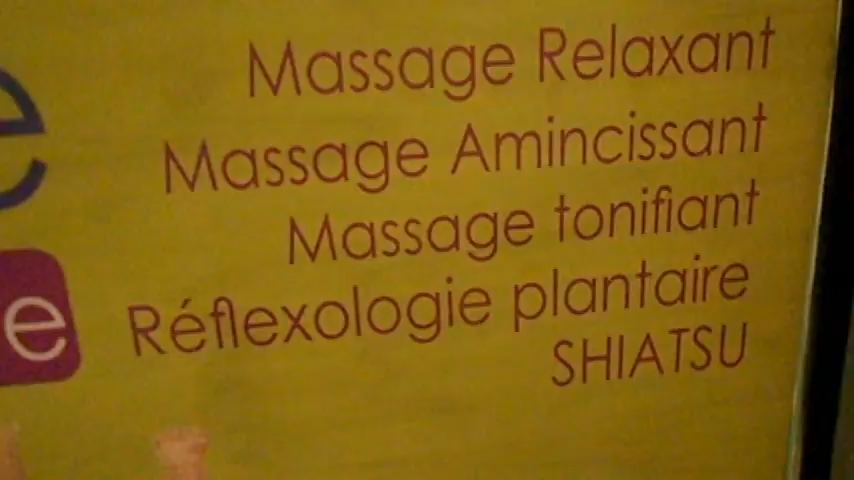 Massage Relaxant
Massage Amincissant
Massage tonifiant
Réflexologie plantaire
SHIATSU
e
e